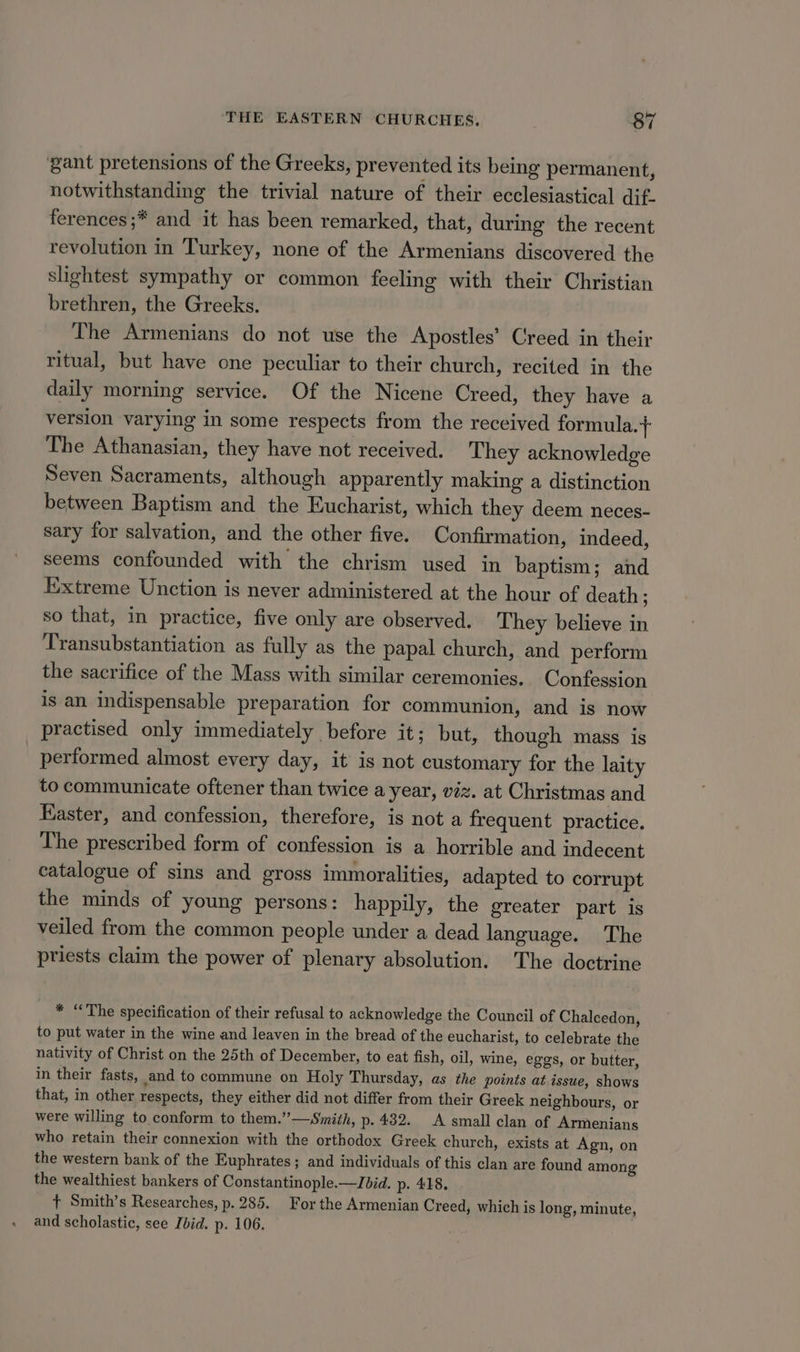 THE EASTERN CHURCHES. 87
gant pretensions of the Greeks, prevented its being permanent,
notwithstanding the trivial nature of their ecclesiastical dif-
ferences;* and it has been remarked, that, during the recent
revolution in Turkey, none of the Armenians discovered the
slightest sympathy or common feeling with their Christian
brethren, the Greeks.
The Armenians do not use the Apostles’ Creed in their
ritual, but have one peculiar to their church, recited in the
daily morning service. Of the Nicene Creed, they have a
version varying in some respects from the received formula.†
The Athanasian, they have not received. They acknowledge
Seven Sacraments, although apparently making a distinction
between Baptism and the Eucharist, which they deem neces-
sary for salvation, and the other five. Confirmation, indeed,
seems confounded with the chrism used in baptism; and
Extreme Unction is never administered at the hour of death;
so that, in practice, five only are observed. They believe in
Transubstantiation as fully as the papal church, and perform
the sacrifice of the Mass with similar ceremonies. Confession
is an indispensable preparation for communion, and is now
practised only immediately before it; but, though mass is
performed almost every day, it is not customary for the laity
to communicate oftener than twice a year, viz. at Christmas and
Easter, and confession, therefore, is not a frequent practice.
The prescribed form of confession is a horrible and indecent
catalogue of sins and gross immoralities, adapted to corrupt
the minds of young persons: happily, the greater part is
veiled from the common people under a dead language. The
priests claim the power of plenary absolution. The doctrine
* “The specification of their refusal to acknowledge the Council of Chalcedon,
to put water in the wine and leaven in the bread of the eucharist, to celebrate the
nativity of Christ on the 25th of December, to eat fish, oil, wine, eggs, or butter,
in their fasts, and to commune on Holy Thursday, as the points at issue, shows
that, in other respects, they either did not differ from their Greek neighbours, or
were willing to conform to them.”—Smith, p. 432. A small clan of Armenians
who retain their connexion with the orthodox Greek church, exists at Agn, on
the western bank of the Euphrates; and individuals of this clan are found among
the wealthiest bankers of Constantinople.—Ibid. p. 418.
† Smith’s Researches, p. 285. For the Armenian Creed, which is long, minute,
and scholastic, see Ibid. p. 106.